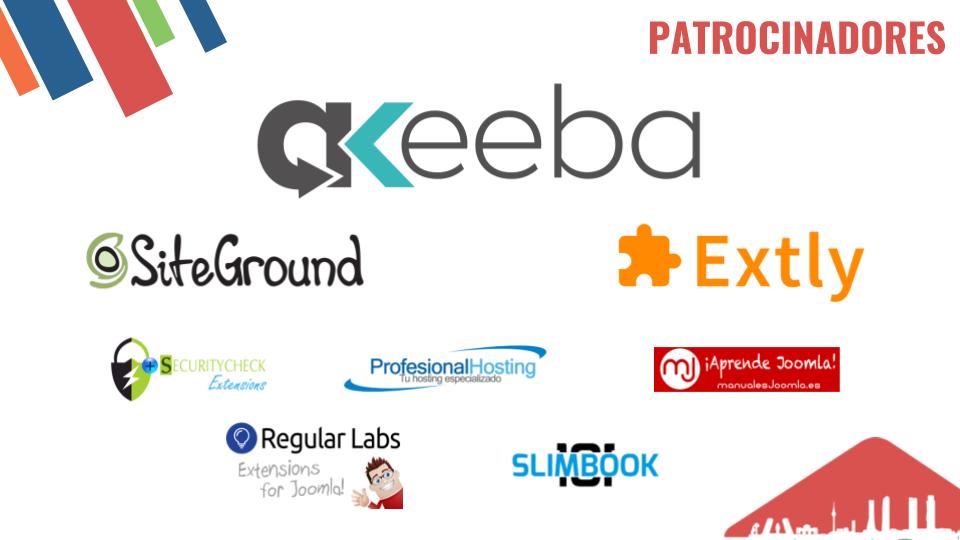 PATROCINADORES
akeeba
SiteGround
Extly
SECURITYCHECK
Extensions
ProfesionalHosting
Tu hosting especializado
¡Aprende Joomla!
manualesJoomla.es
Regular Labs
Extensions
for Joomla!
SLIMBOOK